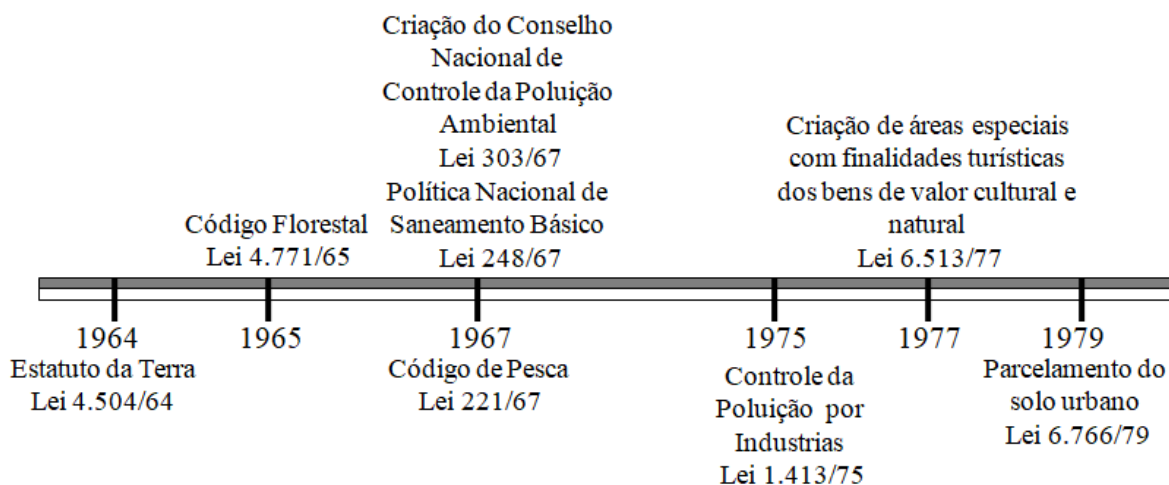 Criação do Conselho
Nacional de
Controle da Poluição
Ambiental
Lei 303/67
Política Nacional de
Saneamento Básico
Lei 248/67
Criação de áreas especiais
com finalidades turísticas
dos bens de valor cultural e
natural
Lei 6.513/77
Código Florestal
Lei 4.771/65
1964
1965
1967
1975
1977
1979
Estatuto da Terra
Lei 4.504/64
Código de Pesca
Lei 221/67
Controle da
Poluição por
Industrias
Lei 1.413/75
Parcelamento do
solo urbano
Lei 6.766/79